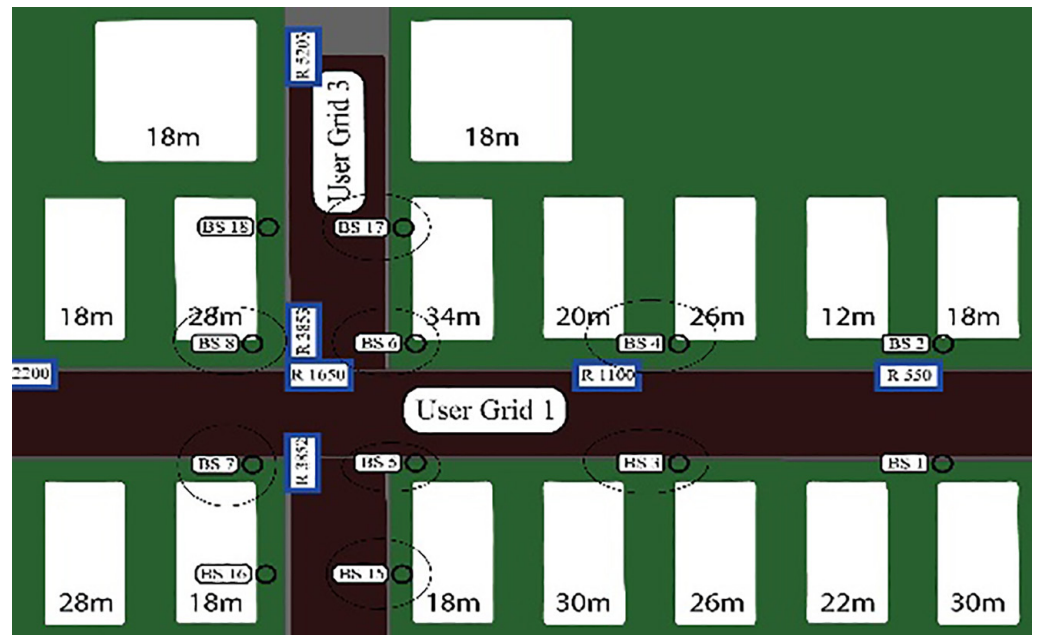 R 5203
User Grid 3
18m
18m
BS 18
BS 17
18m
28m
34m
20m
26m
12m
18m
BS 8
R 3853
BS 6
BS 4
BS 2
2200
R 1650
R 1100
R 550
User Grid 1
BS 7
R 3852
BS 5
BS 3
BS 1
BS 16
BS 15
28m
18m
18m
30m
26m
22m
30m